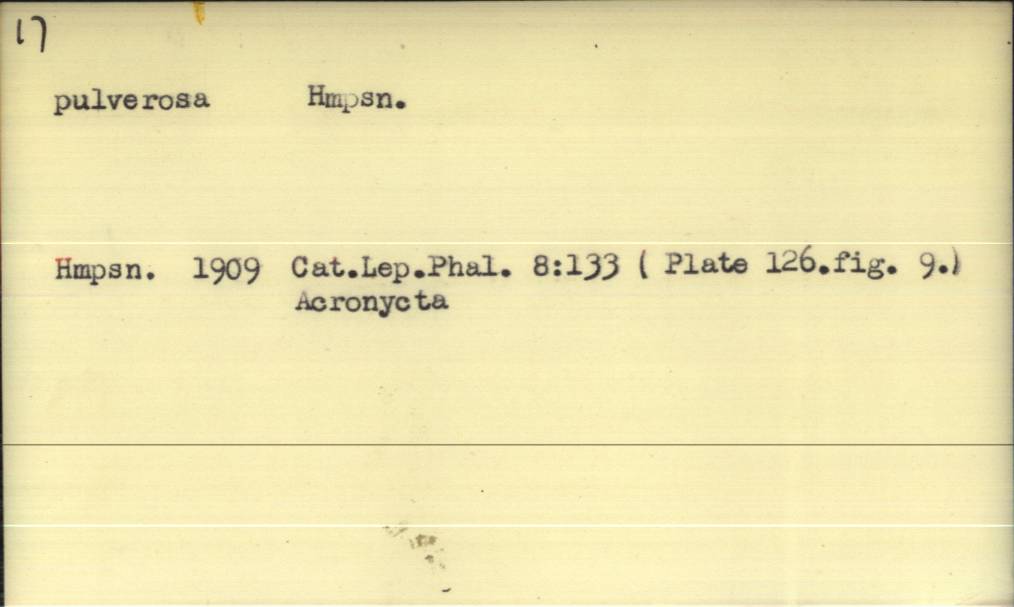 17
pulverosa Hmpsn.
Hmpsn. 1909 Cat.Lep.Phal. 8:133 ( Plate 126.fig. 9.)
Acronycta